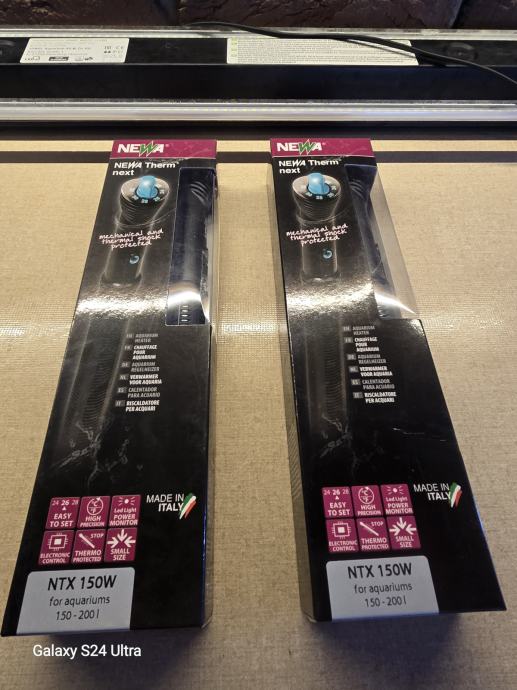 NEWA
NEWA Therm®
next
mechanical and
thermal shock
protected
EN AQUARIUM
HEATER
FR CHAUFFAGE
POUR
AQUARIUM
DE AQUARIUM
REGELHEIZER
NL VERWARMER
VOOR AQUARIA
ES CALENTADOR
PARA ACUARIO
IT RISCALDATORE
PER ACQUARI
24 26 28
EASY
TO SET
HIGH
PRECISION
Led Light
POWER
MONITOR
MADE IN
ITALY
ELECTRONIC
CONTROL
STOP
THERMO
PROTECTED
SMALL
SIZE
NTX 150W
for aquariums
150 - 200 l
NEWA
NEWA Therm®
next
mechanical and
thermal shock
protected
EN AQUARIUM
HEATER
FR CHAUFFAGE
POUR
AQUARIUM
DE AQUARIUM
REGELHEIZER
NL VERWARMER
VOOR AQUARIA
ES CALENTADOR
PARA ACUARIO
IT RISCALDATORE
PER ACQUARI
24 26 28
EASY
TO SET
HIGH
PRECISION
Led Light
POWER
MONITOR
MADE IN
ITALY
ELECTRONIC
CONTROL
STOP
THERMO
PROTECTED
SMALL
SIZE
NTX 150W
for aquariums
150 - 200 l
Galaxy S24 Ultra